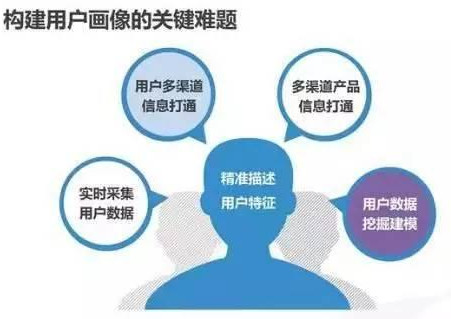 构建用户画像的关键难题
用户多渠道
信息打通
多渠道产品
信息打通
精准描述
用户特征
实时采集
用户数据
用户数据
挖掘建模